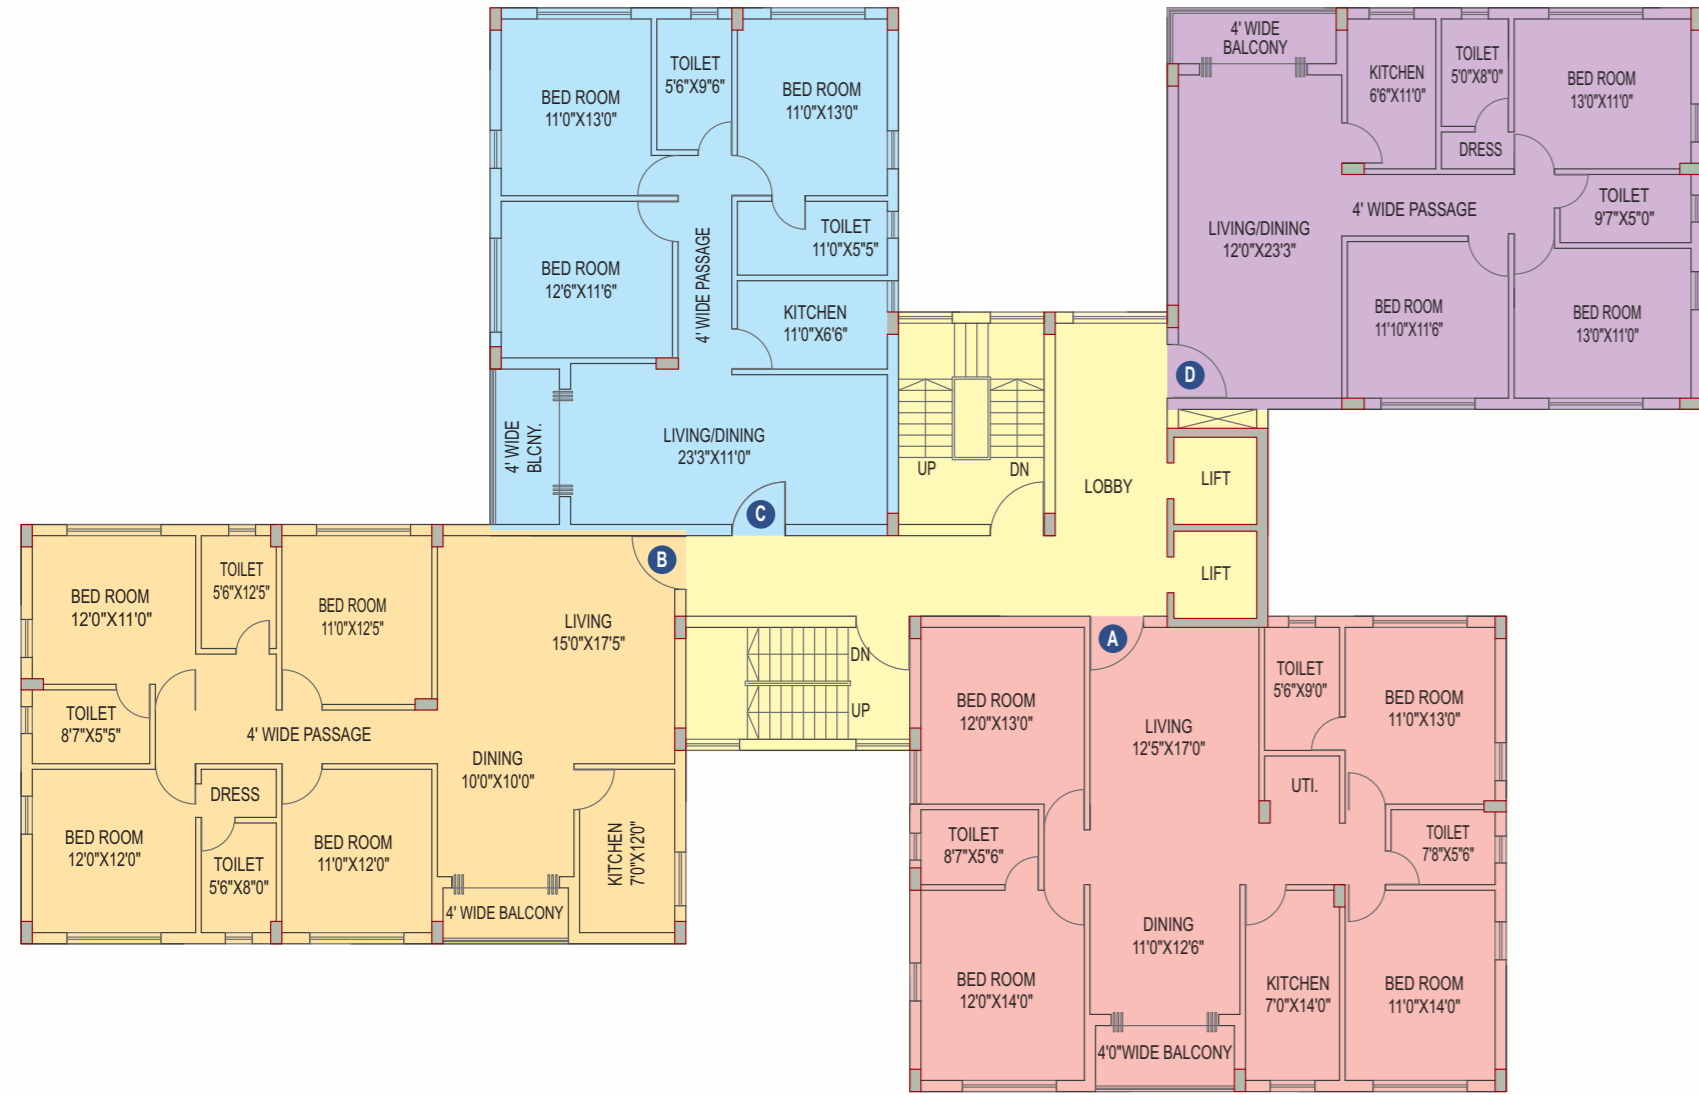 BED ROOM
11'0"X13'0"
TOILET
5'6"X9'6"
BED ROOM
11'0"X13'0"
BED ROOM
12'6"X11'6"
4' WIDE PASSAGE
TOILET
11'0"X5'5"
KITCHEN
11'0"X6'6"
4' WIDE
BLCNY.
LIVING/DINING
23'3"X11'0"
C
4' WIDE
BALCONY
KITCHEN
6'6"X11'0"
TOILET
5'0"X8'0"
BED ROOM
13'0"X11'0"
DRESS
TOILET
9'7"X5'0"
4' WIDE PASSAGE
LIVING/DINING
12'0"X23'3"
BED ROOM
11'10"X11'6"
BED ROOM
13'0"X11'0"
D
UP
DN
LOBBY
LIFT
LIFT
DN
UP
B
BED ROOM
12'0"X11'0"
TOILET
5'6"X12'5"
BED ROOM
11'0"X12'5"
LIVING
15'0"X17'5"
TOILET
8'7"X5'5"
4' WIDE PASSAGE
DINING
10'0"X10'0"
DRESS
BED ROOM
12'0"X12'0"
TOILET
5'6"X8'0"
BED ROOM
11'0"X12'0"
KITCHEN
7'0"X12'0"
4' WIDE BALCONY
A
BED ROOM
12'0"X13'0"
LIVING
12'5"X17'0"
TOILET
5'6"X9'0"
BED ROOM
11'0"X13'0"
UTI.
TOILET
8'7"X5'6"
TOILET
7'8"X5'6"
DINING
11'0"X12'6"
BED ROOM
12'0"X14'0"
KITCHEN
7'0"X14'0"
BED ROOM
11'0"X14'0"
4'0"WIDE BALCONY